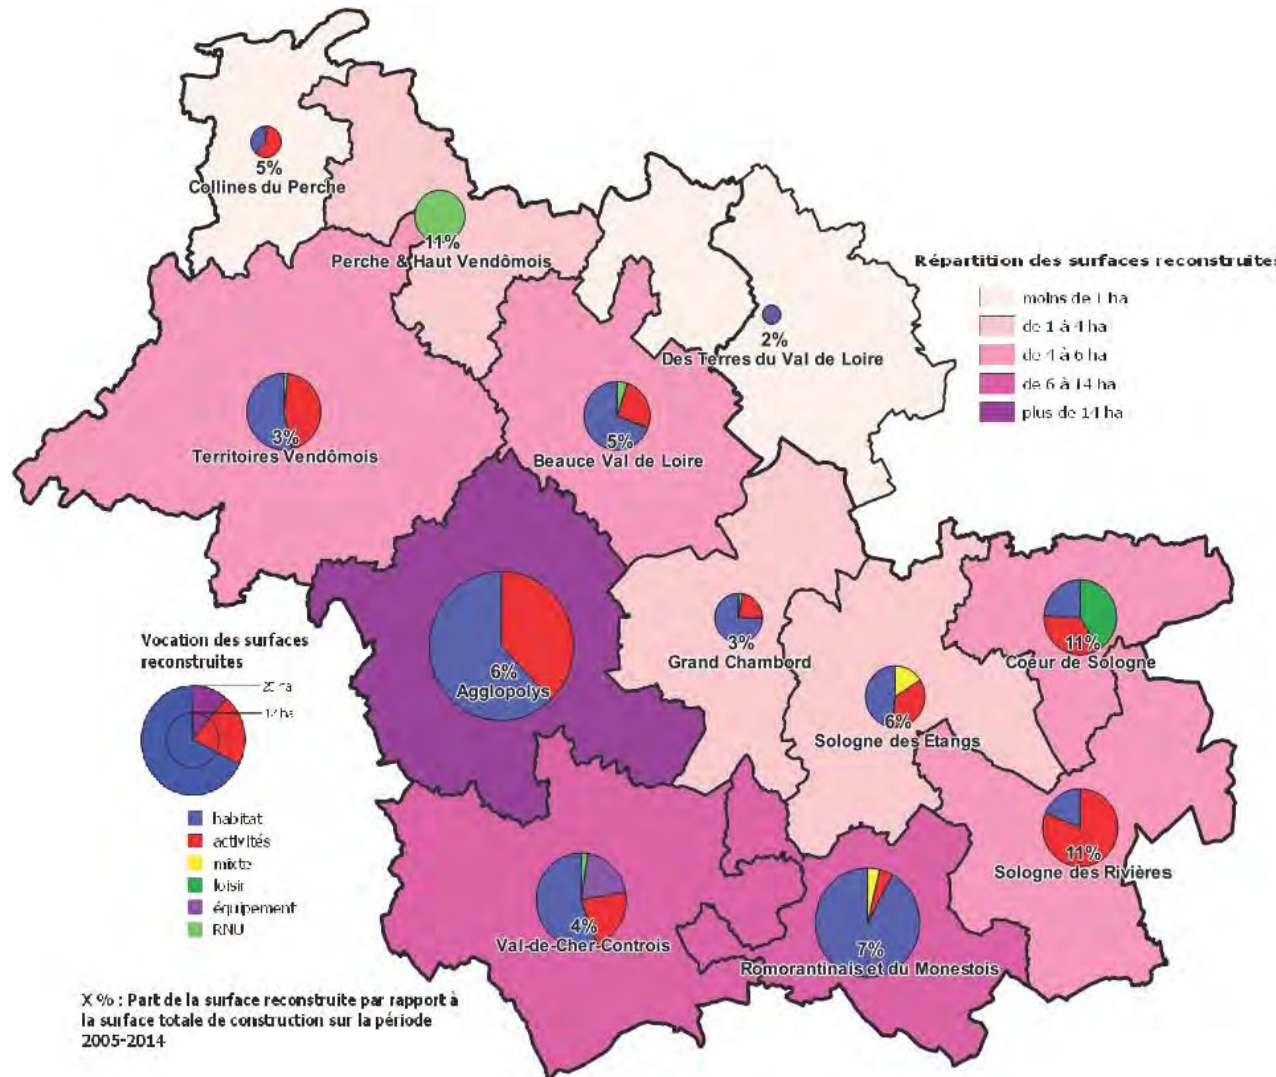 5%
Collines du Perche
11%
Perche & Haut Vendômois
Répartition des surfaces reconstruites
moins de 1 ha
de 1 à 4 ha
de 4 à 6 ha
de 6 à 14 ha
plus de 14 ha
2%
Des Terres du Val de Loire
3%
Territoires Vendômois
5%
Beauce Val de Loire
6%
Agglopolys
3%
Grand Chambord
11%
Coeur de Sologne
6%
Sologne des Etangs
11%
Sologne des Rivières
4%
Val-de-Cher-Controis
7%
Romorantinais et du Monestois
Vocation des surfaces
reconstruites
ha
ha
habitat
activités
mixte
loisir
équipement
RNU
X % : Part de la surface reconstruite par rapport à
la surface totale de construction sur la période
2005-2014